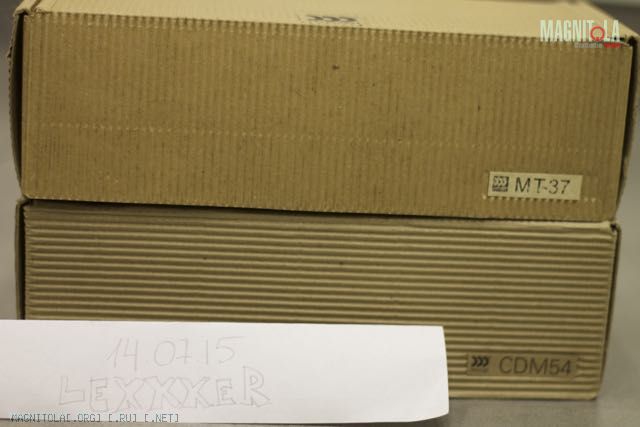 MAGNITOLA
MT-37
CDM54
14.07.15
LEXXXER
MAGNITOLA[.ORG] [.RU] [.NET]